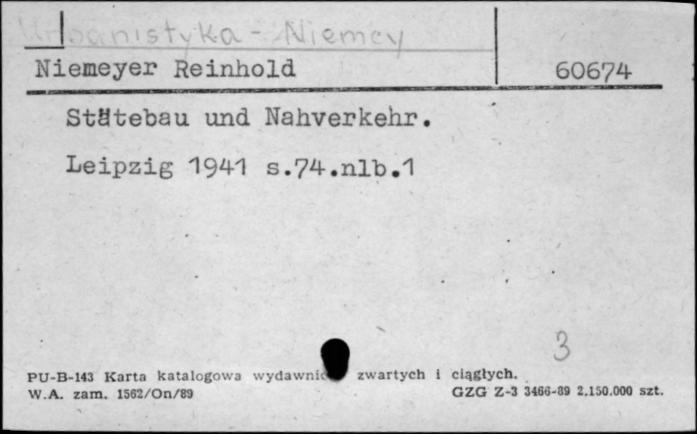 Urbanistyka - Niemcy
Niemeyer Reinhold 60674
Stätebau und Nahverkehr.
Leipzig 1941 s.74.nlb.1
3
PU-B-143 Karta katalogowa wydawnic zwartych i ciągłych.
W.A. zam. 1562/On/89 GZG Z-3 3466-89 2.150.000 szt.